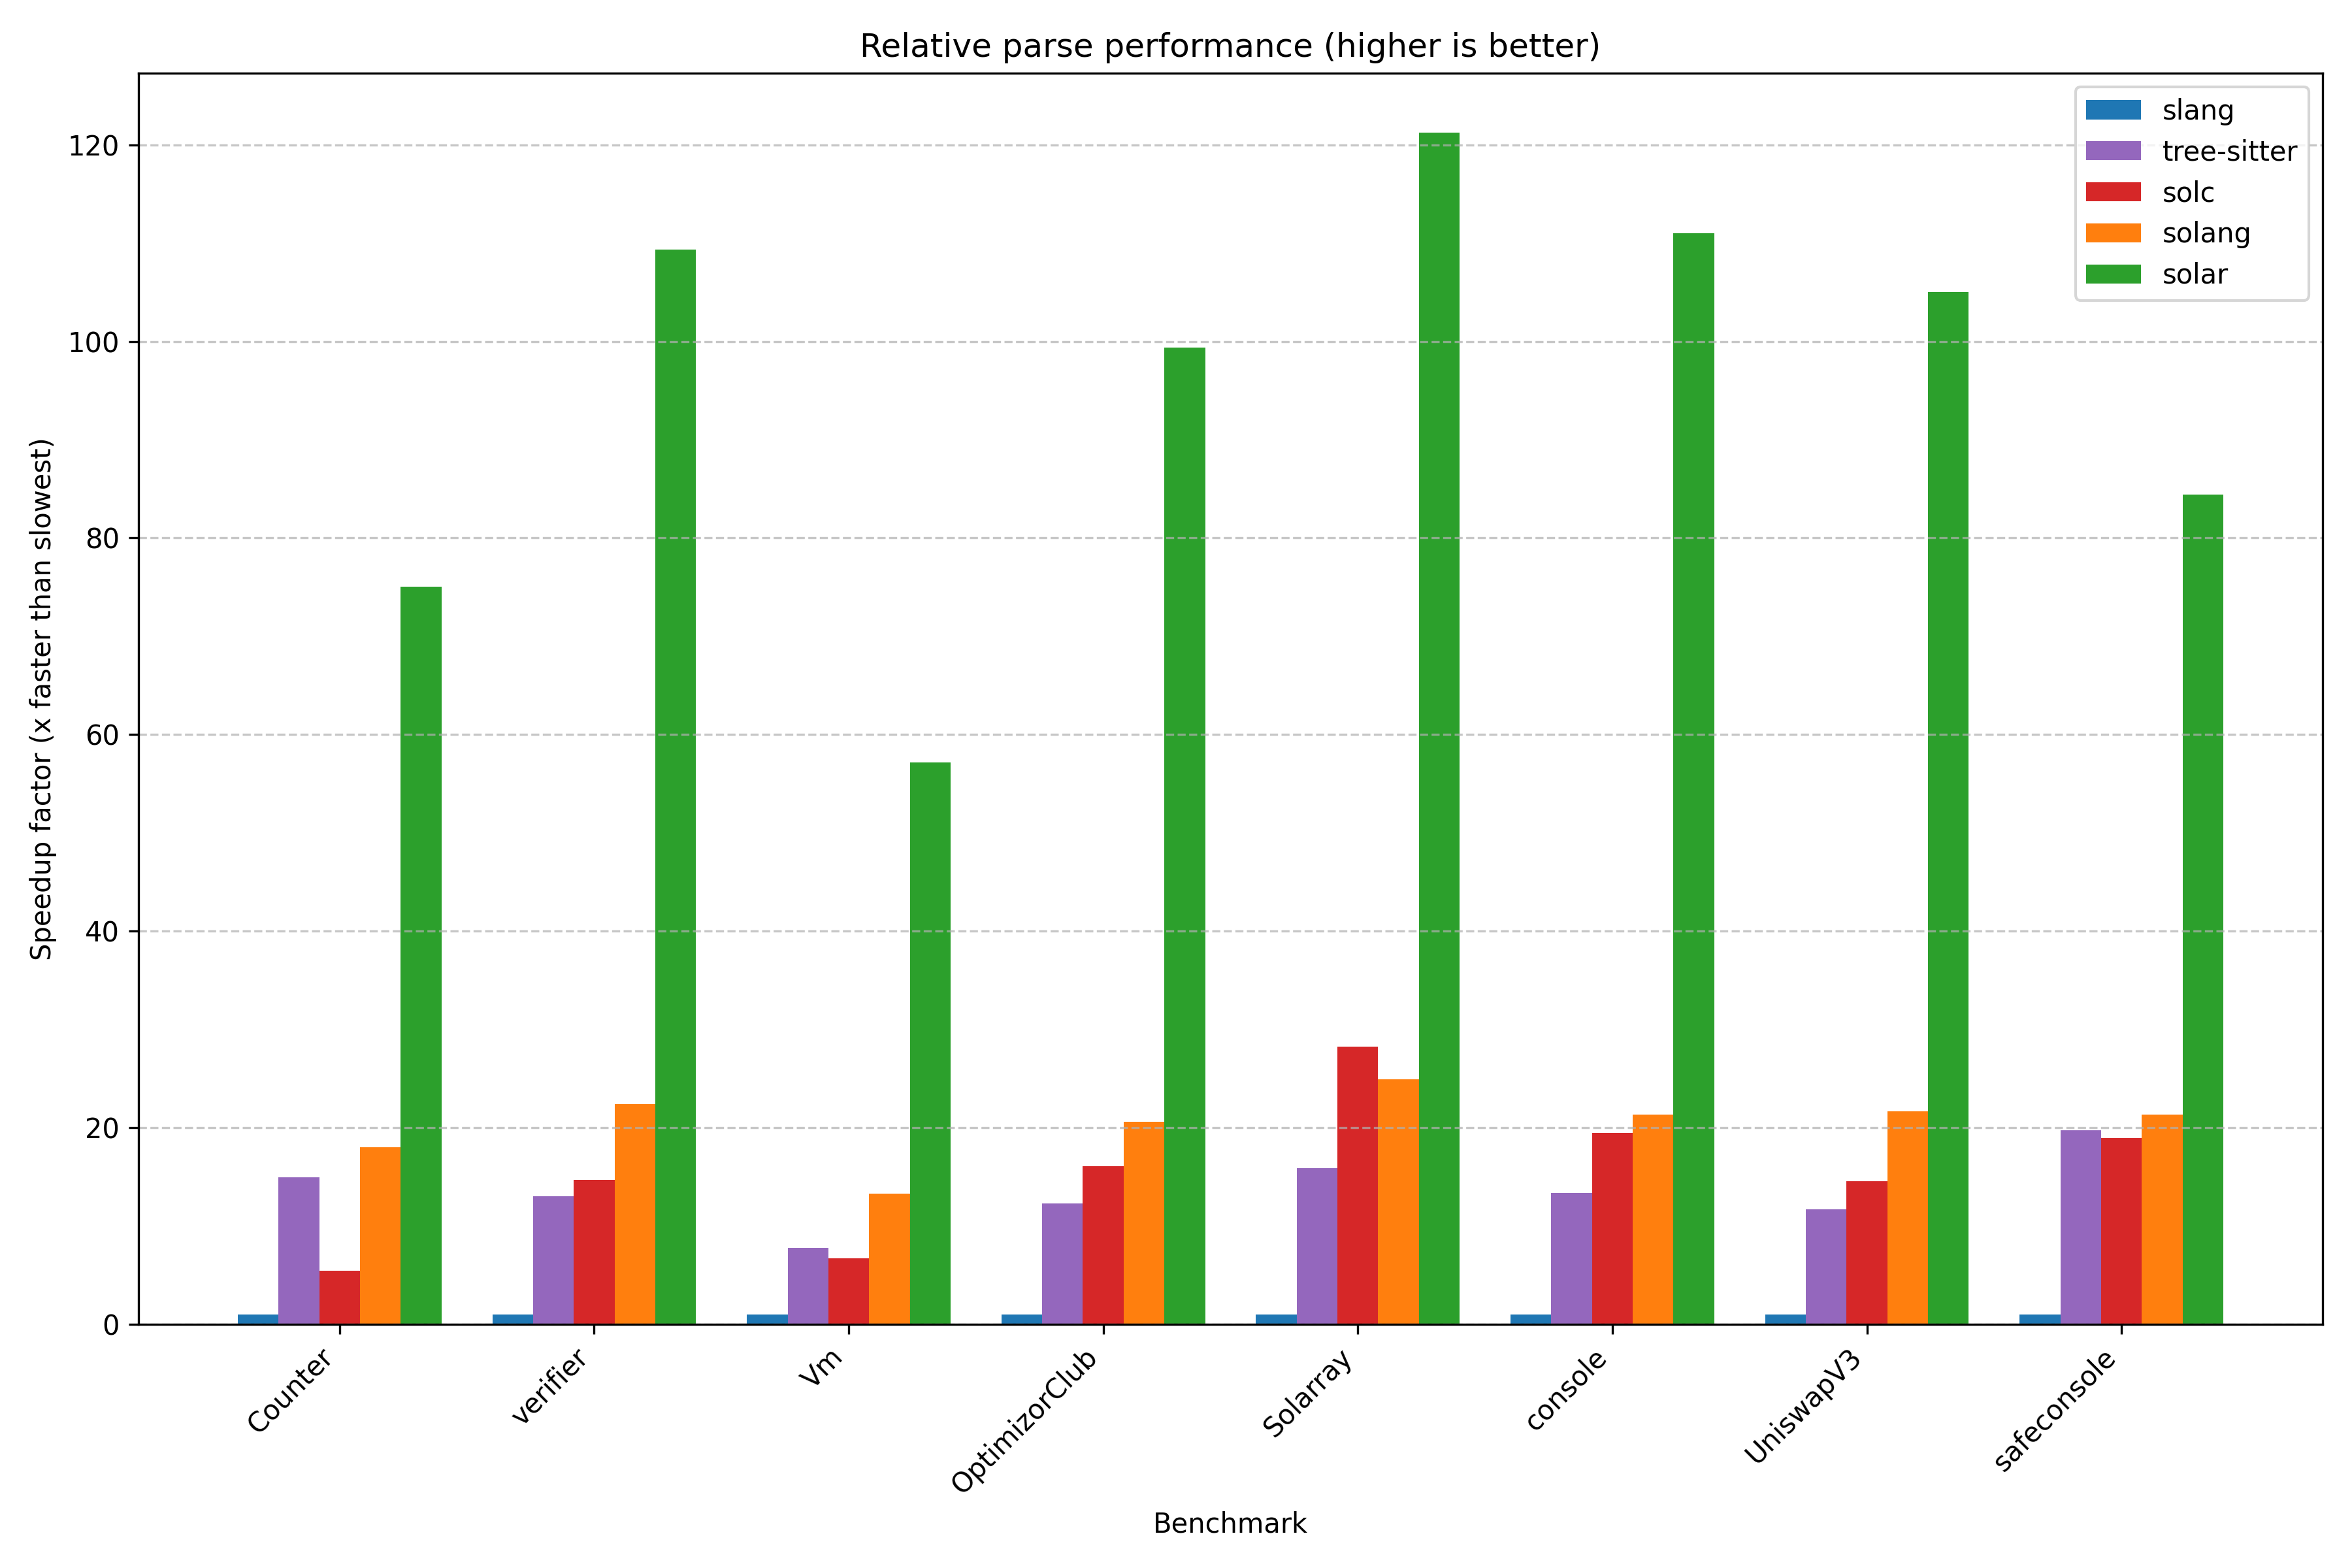 Relative parse performance (higher is better)
slang
tree-sitter
solc
solang
solar
Speedup factor (x faster than slowest)
120
100
80
60
40
20
0
Counter
verifier
Vm
OptimizorClub
Solarray
console
UniswapV3
safeconsole
Benchmark